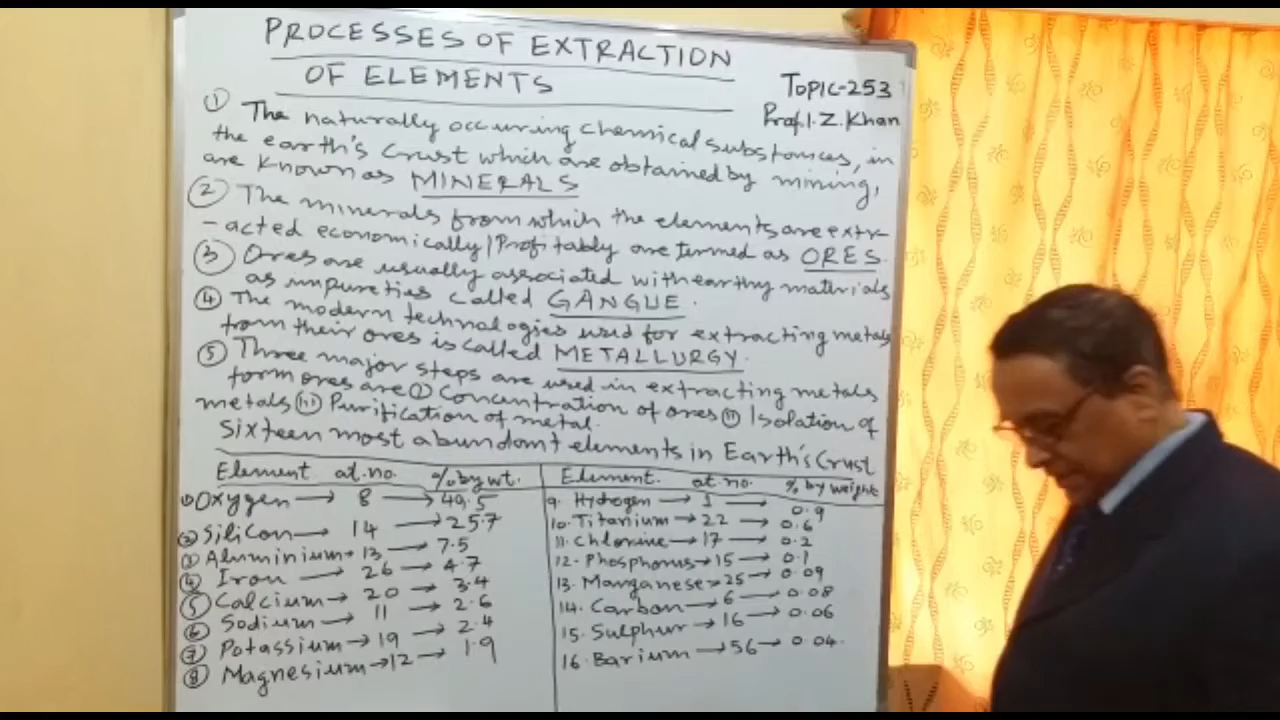 PROCESSES OF EXTRACTION
OF ELEMENTS
TOPIC-253
Prof. I. Z. Khan
① The naturally occuring chemical substances, in
the earth's crust which are obtained by mining,
are known as MINERALS
② The minerals from which the elements are extr-
-acted economically/Profitably are termed as ORES.
③ Ores are usually associated with earthy materials
as impureties called GANGUE.
④ The modern technologies used for extracting metals
from their ores is called METALLURGY.
⑤ Three major steps are used in extracting metals
form ores are ① Concentration of ores ② Isolation of
metals ③ Purification of metal.
Sixteen most abundant elements in Earth's Crust
Element at. no. % by wt.
① Oxygen → 8 → 49.5
② Silicon → 14 → 25.7
③ Aluminium → 13 → 7.5
④ Iron → 26 → 4.7
⑤ Calcium → 20 → 3.4
⑥ Sodium → 11 → 2.6
⑦ Potassium → 19 → 2.4
⑧ Magnesium → 12 → 1.9
Element. at. no. % by weight
9. Hydrogen → 1 → 0.9
10. Titanium → 22 → 0.6
11. Chlorine → 17 → 0.2
12. Phosphorus → 15 → 0.1
13. Manganese → 25 → 0.09
14. Carbon → 6 → 0.08
15. Sulphur → 16 → 0.06
16. Barium → 56 → 0.04.